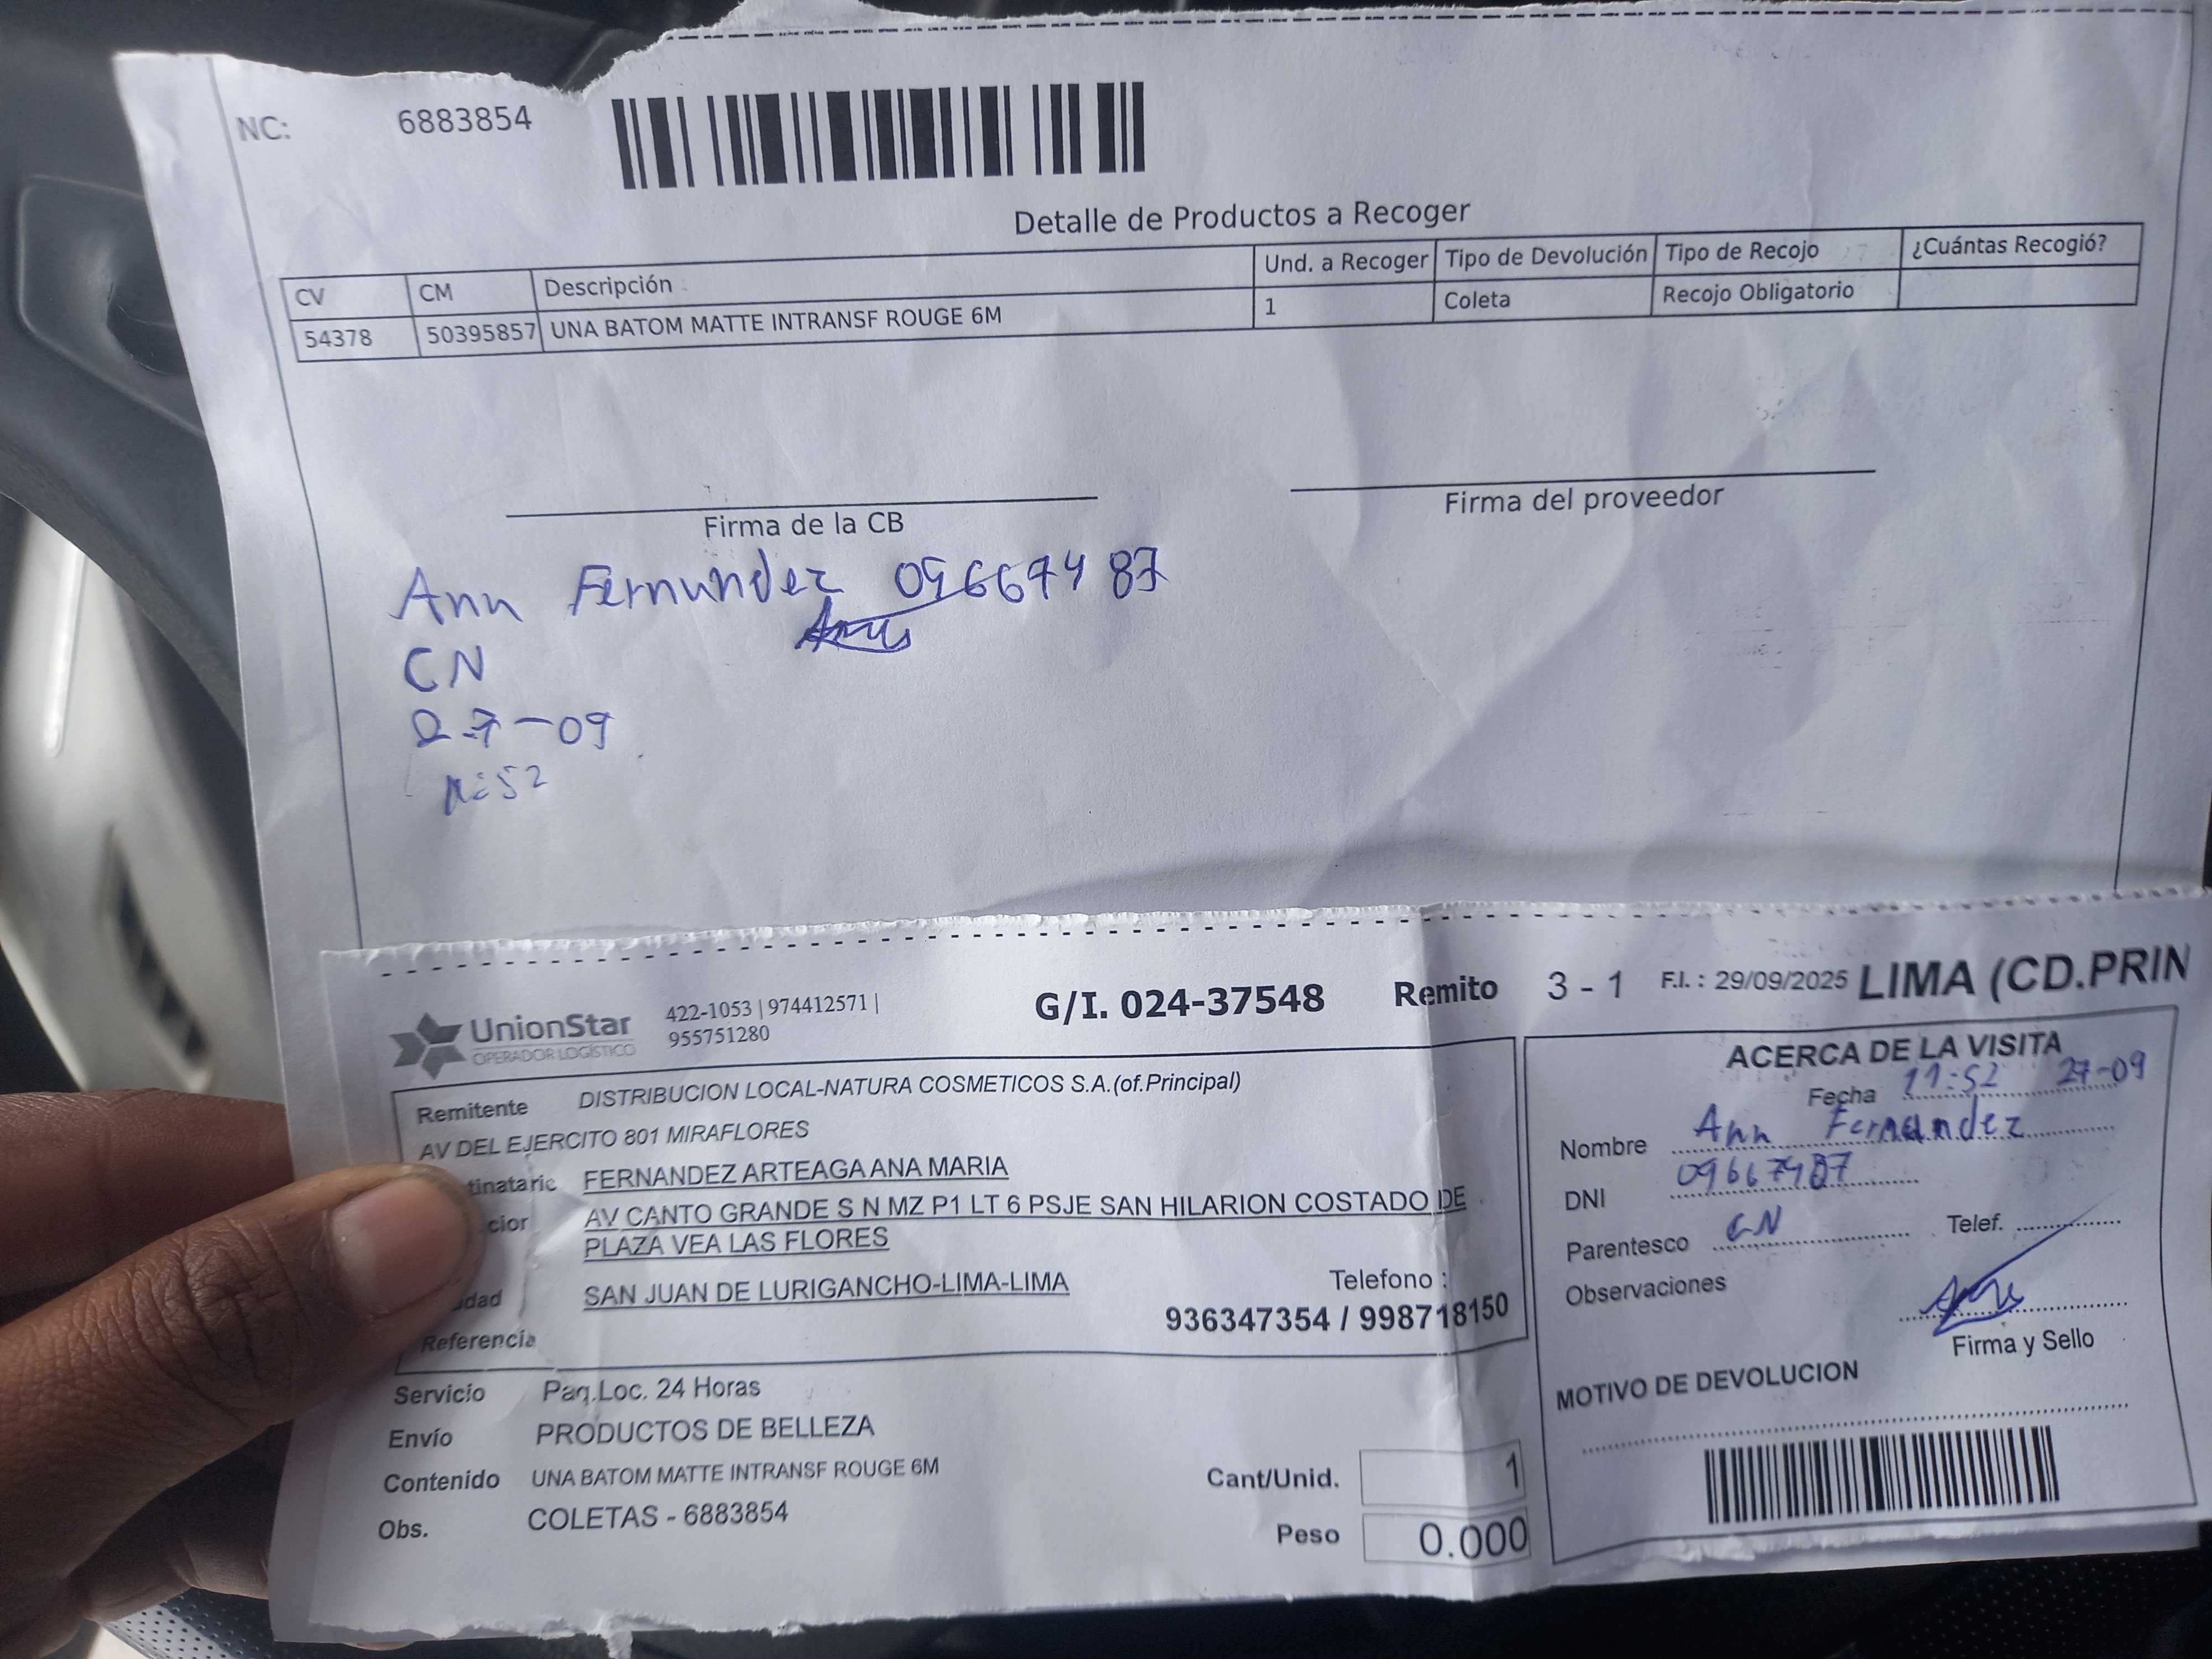 NC: 6883854
Detalle de Productos a Recoger
CV CM Descripción Und. a Recoger Tipo de Devolución Tipo de Recojo ¿Cuántas Recogió?
54378 50395857 UNA BATOM MATTE INTRANSF ROUGE 6M 1 Coleta Recojo Obligatorio
Firma de la CB Firma del proveedor
Ana Fernandez 09667487
CN
27-09
11:52
UnionStar
OPERADOR LOGÍSTICO
422-1053 | 974412571 |
955751280
G/I. 024-37548 Remito 3 - 1 F.I. : 29/09/2025 LIMA (CD.PRIN
Remitente DISTRIBUCION LOCAL-NATURA COSMETICOS S.A.(of.Principal)
AV DEL EJERCITO 801 MIRAFLORES
tinatario FERNANDEZ ARTEAGA ANA MARIA
cior AV CANTO GRANDE S N MZ P1 LT 6 PSJE SAN HILARION COSTADO DE
PLAZA VEA LAS FLORES
dad SAN JUAN DE LURIGANCHO-LIMA-LIMA
Telefono :
936347354 / 998718150
Referencia
Servicio Paq.Loc. 24 Horas
Envío PRODUCTOS DE BELLEZA
Contenido UNA BATOM MATTE INTRANSF ROUGE 6M
Obs. COLETAS - 6883854
Cant/Unid. 1
Peso 0.000
ACERCA DE LA VISITA
Fecha 11:52 27-09
Nombre Ana Fernandez
DNI 09667487
Parentesco CN Telef.
Observaciones
Firma y Sello
MOTIVO DE DEVOLUCION